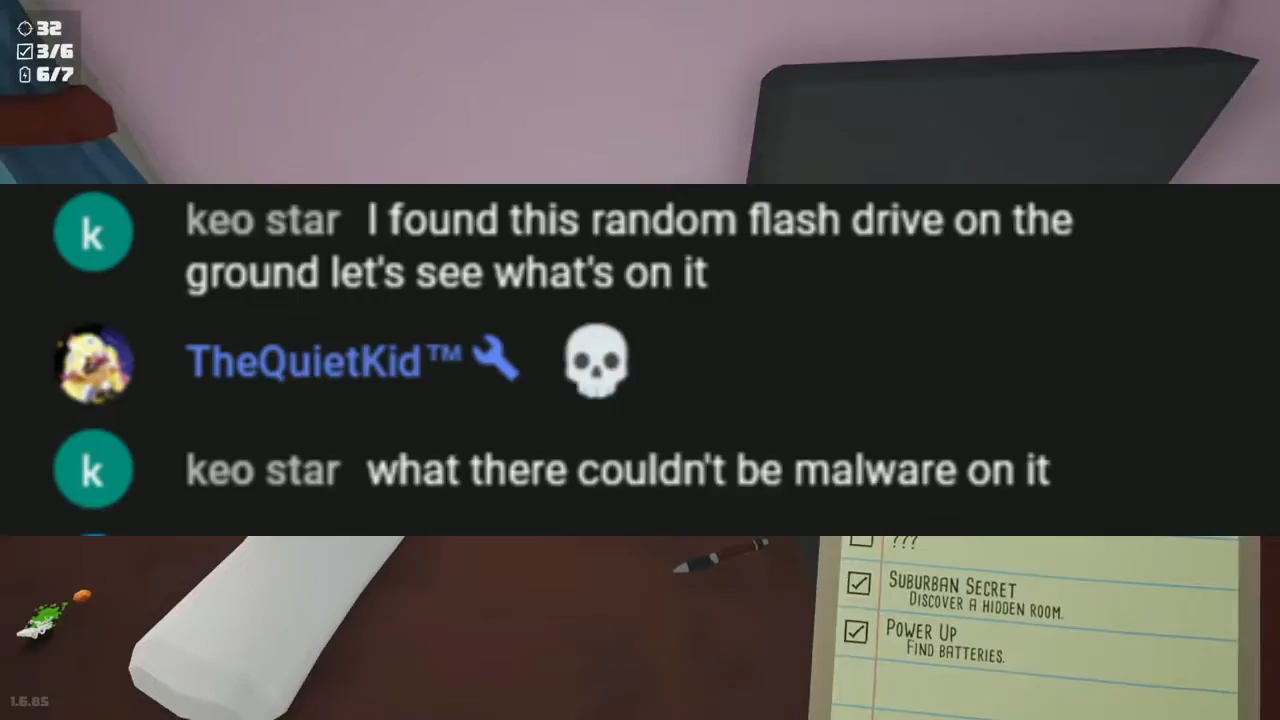 32
3/6
6/7
keo star I found this random flash drive on the
ground let's see what's on it
TheQuietKid™
keo star what there couldn't be malware on it
k
k
???
SUBURBAN SECRET
DISCOVER A HIDDEN ROOM.
POWER UP
FIND BATTERIES.
1.6.85